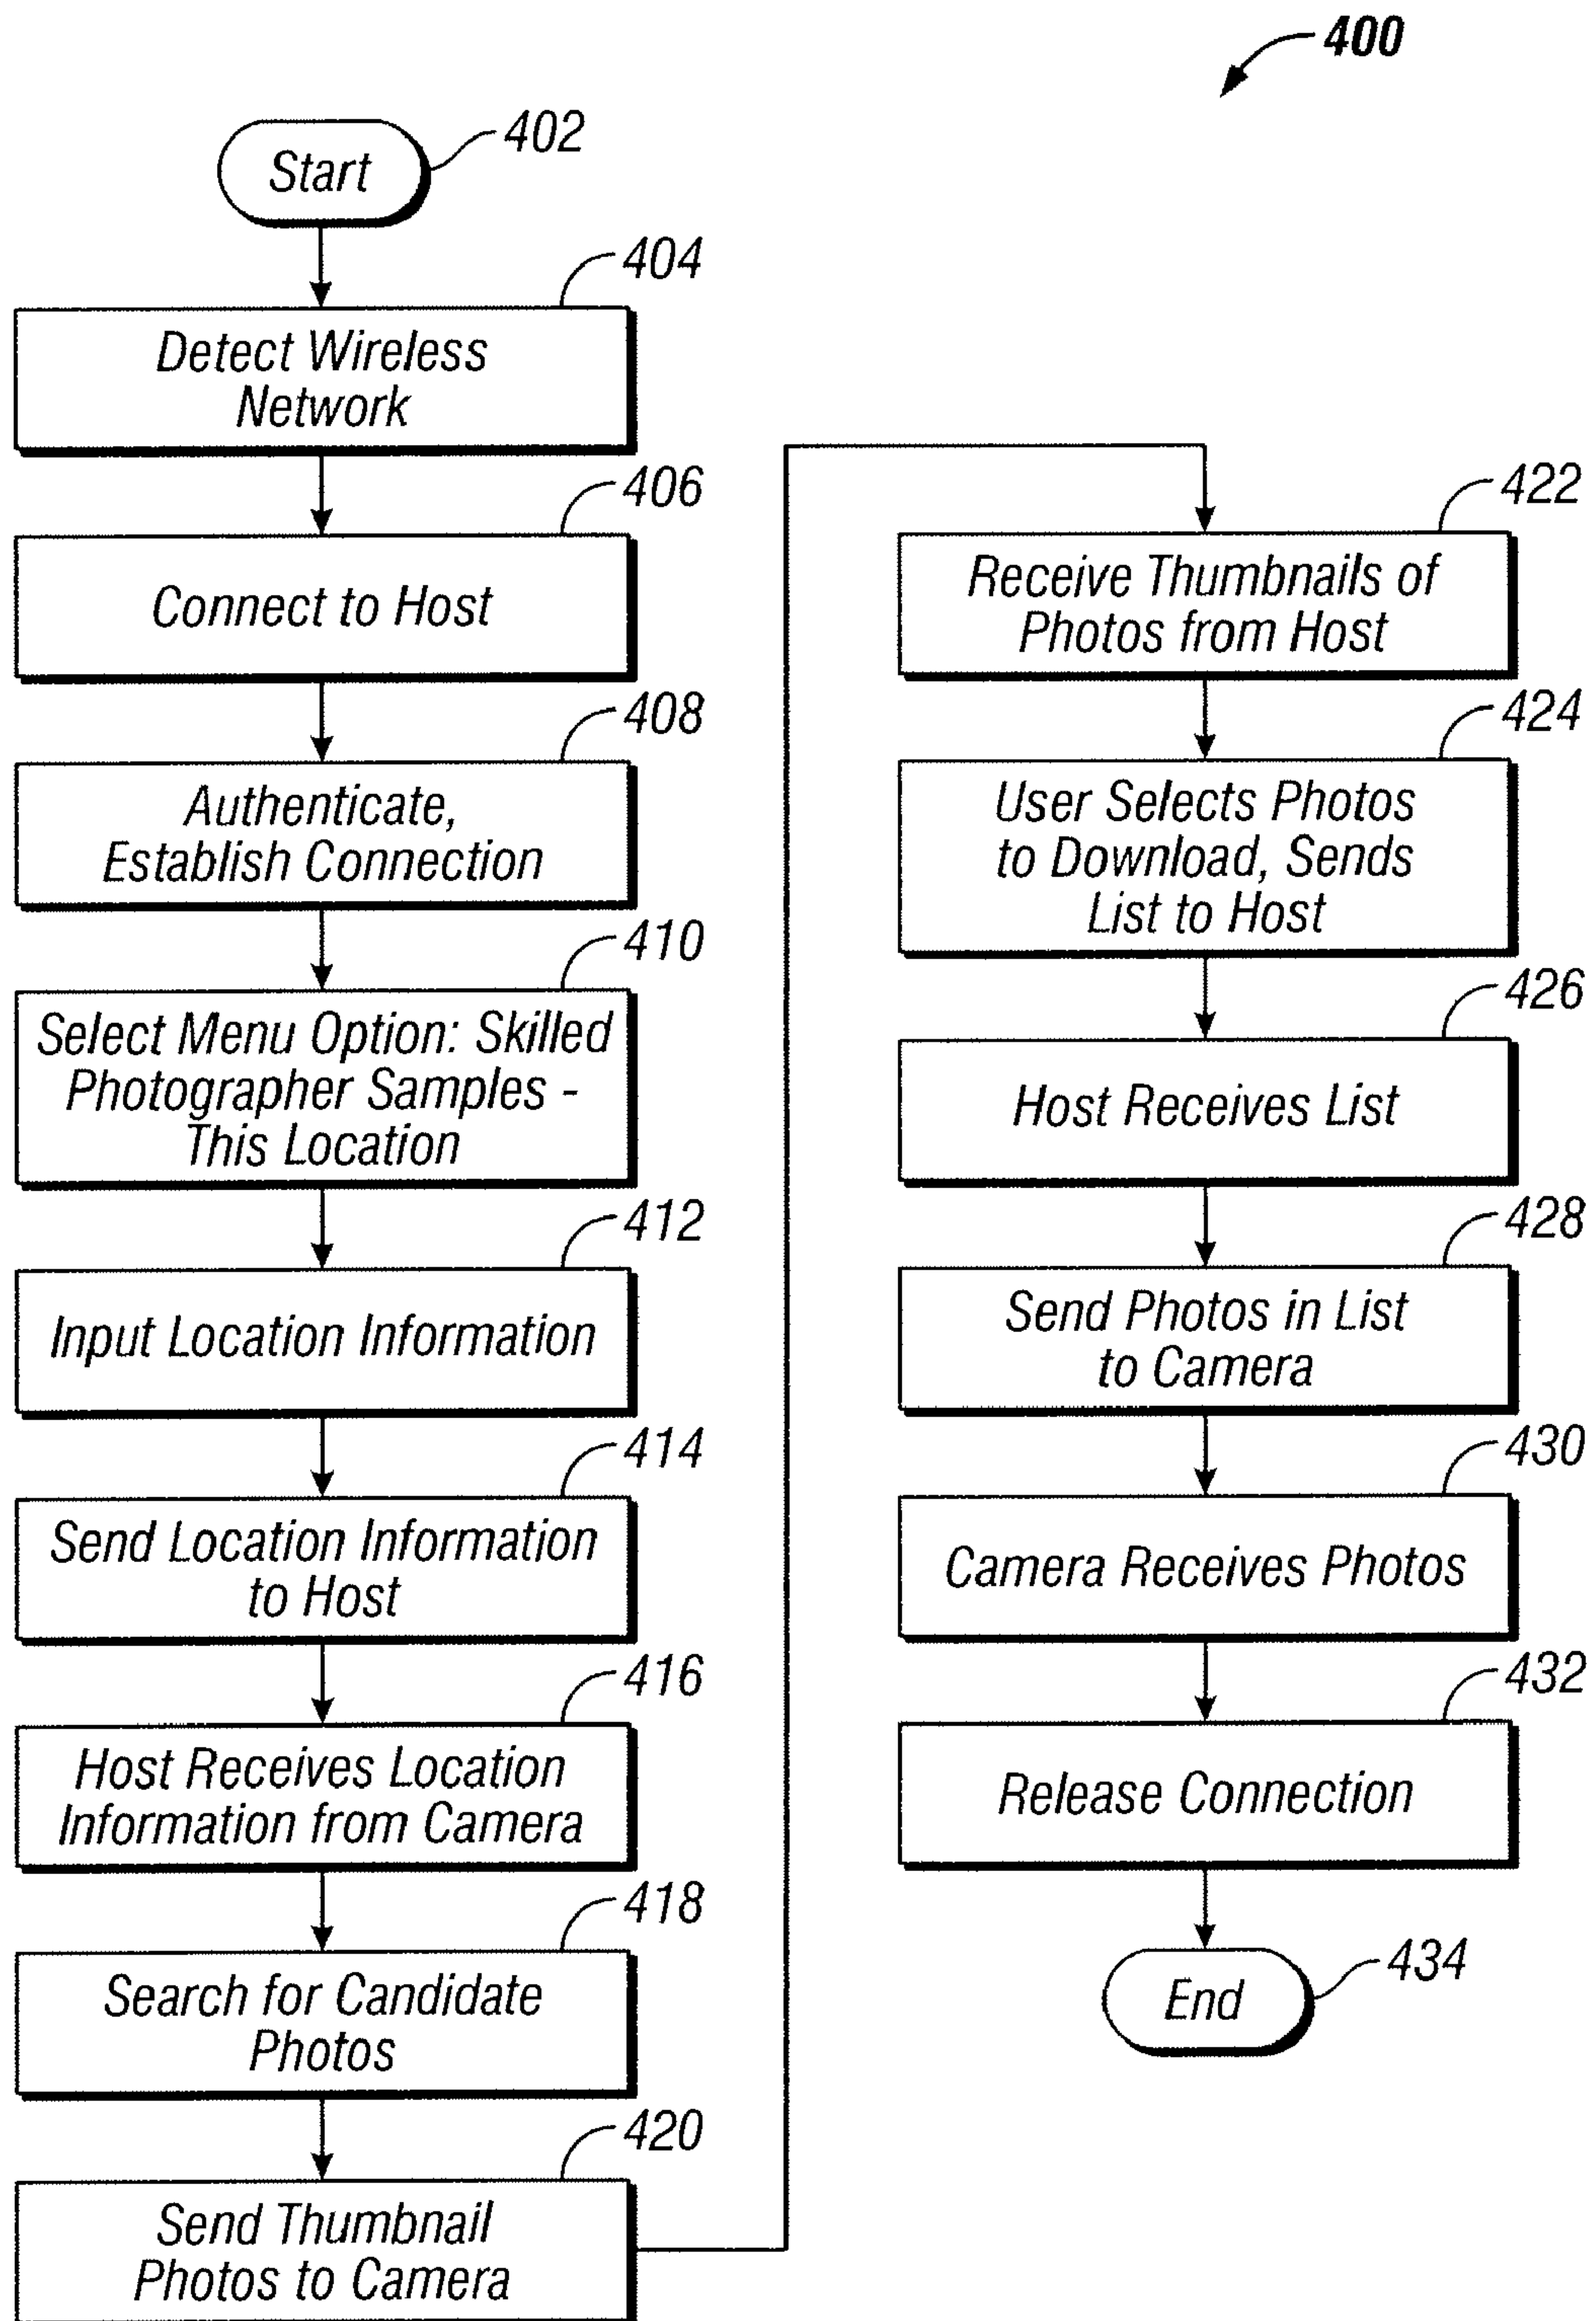 400
Start
402
404
Detect Wireless
Network
406
Connect to Host
408
Authenticate,
Establish Connection
410
Select Menu Option: Skilled
Photographer Samples -
This Location
412
Input Location Information
414
Send Location Information
to Host
416
Host Receives Location
Information from Camera
418
Search for Candidate
Photos
420
Send Thumbnail
Photos to Camera
422
Receive Thumbnails of
Photos from Host
424
User Selects Photos
to Download, Sends
List to Host
426
Host Receives List
428
Send Photos in List
to Camera
430
Camera Receives Photos
432
Release Connection
434
End